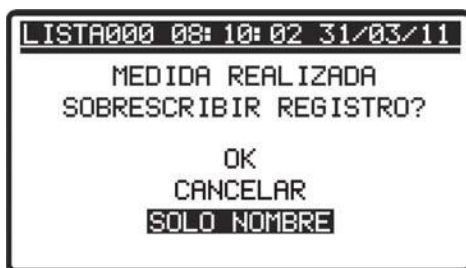 LISTA000 08:10:02 31/03/11
MEDIDA REALIZADA
SOBRESCRIBIR REGISTRO?
OK
CANCELAR
SOLO NOMBRE